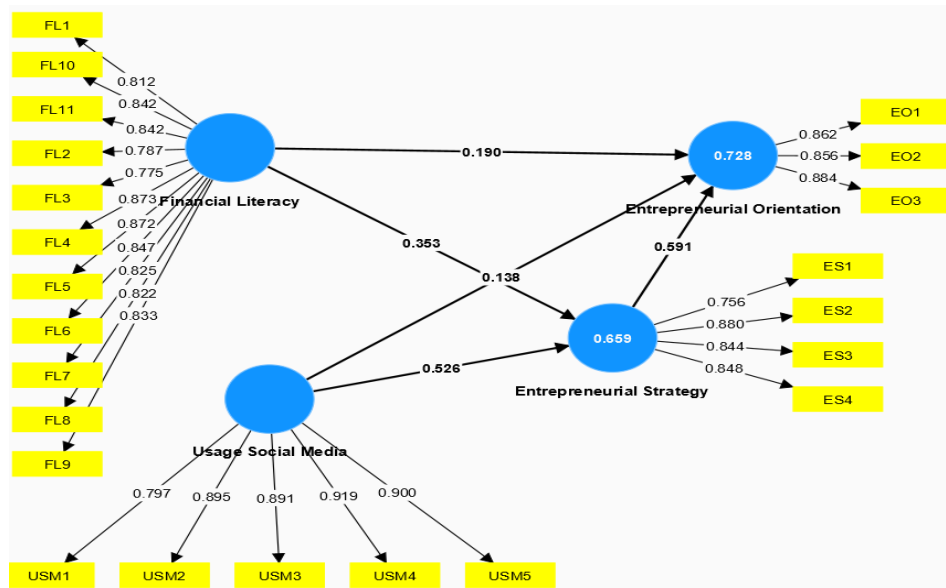 FL1
FL10
FL11
FL2
FL3
FL4
FL5
FL6
FL7
FL8
FL9
0.812
0.842
0.842
0.787
0.775
0.873
0.872
0.847
0.825
0.822
0.833
Financial Literacy
0.190
0.353
0.138
0.591
0.526
0.728
Entrepreneurial Orientation
0.862
0.856
0.884
EO1
EO2
EO3
0.659
Entrepreneurial Strategy
0.756
0.880
0.844
0.848
ES1
ES2
ES3
ES4
Usage Social Media
0.797
0.895
0.891
0.919
0.900
USM1
USM2
USM3
USM4
USM5